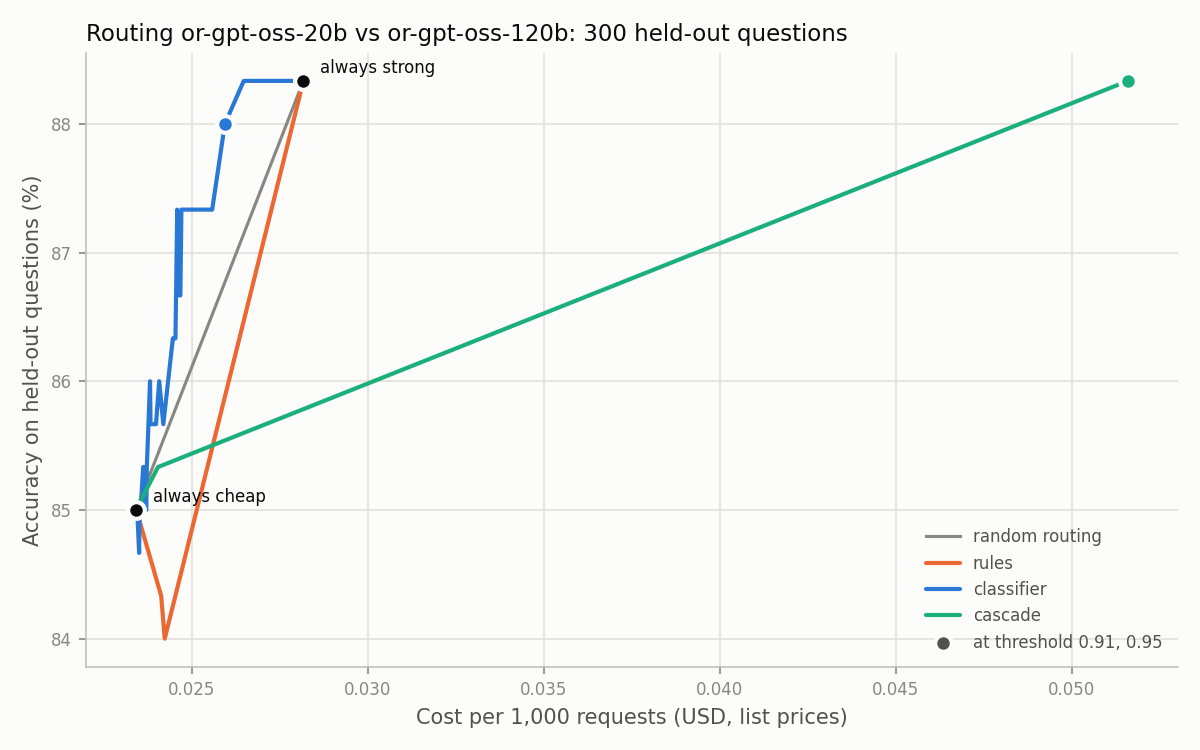 Routing or-gpt-oss-20b vs or-gpt-oss-120b: 300 held-out questions
always strong
88
87
86
85
84
always cheap
Accuracy on held-out questions (%)
random routing
rules
classifier
cascade
at threshold 0.91, 0.95
0.025 0.030 0.035 0.040 0.045 0.050
Cost per 1,000 requests (USD, list prices)